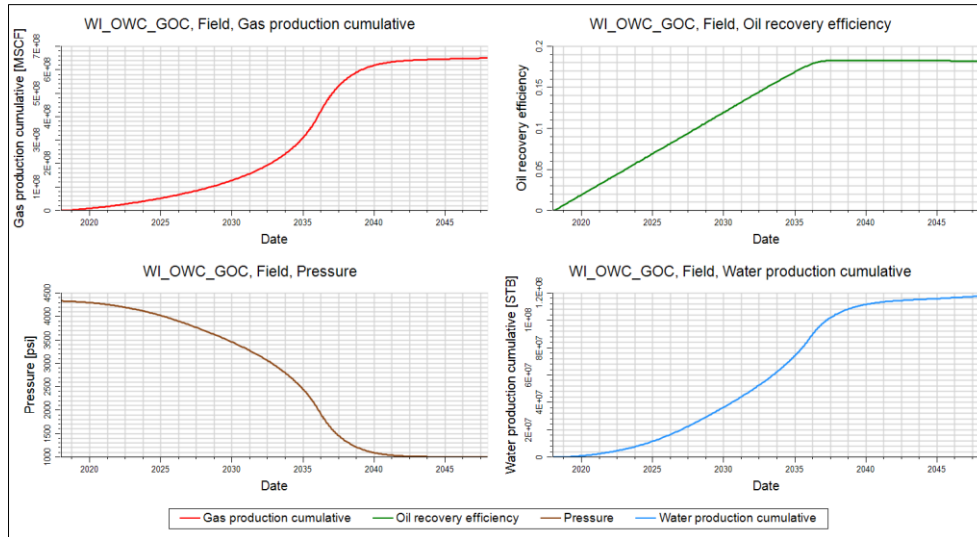 WI_OWC_GOC, Field, Gas production cumulative
Gas production cumulative [MSCF]
7E+08
6E+08
5E+08
4E+08
3E+08
2E+08
1E+08
0
2020 2025 2030 2035 2040 2045
Date
WI_OWC_GOC, Field, Oil recovery efficiency
Oil recovery efficiency
0.2
0.15
0.1
0.05
0
2020 2025 2030 2035 2040 2045
Date
WI_OWC_GOC, Field, Pressure
Pressure [psi]
4500
4000
3500
3000
2500
2000
1500
1000
2020 2025 2030 2035 2040 2045
Date
WI_OWC_GOC, Field, Water production cumulative
Water production cumulative [STB]
1.2E+08
1E+08
8E+07
6E+07
4E+07
2E+07
0
2020 2025 2030 2035 2040 2045
Date
Gas production cumulative Oil recovery efficiency Pressure Water production cumulative